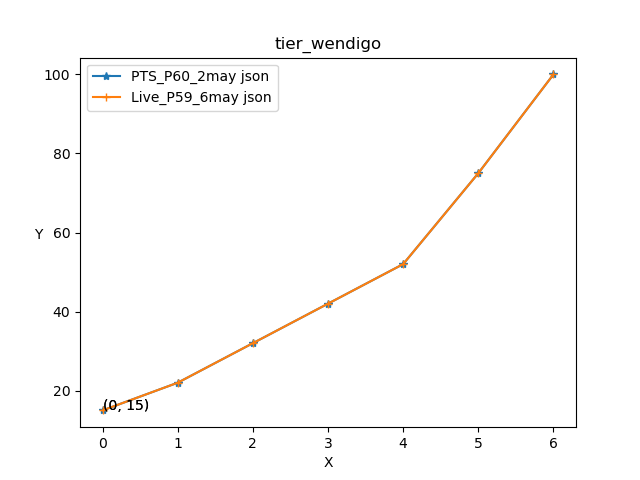 tier_wendigo
PTS_P60_2may json
Live_P59_6may json
100
80
60
40
20
Y
(0, 15)
0 1 2 3 4 5 6
X